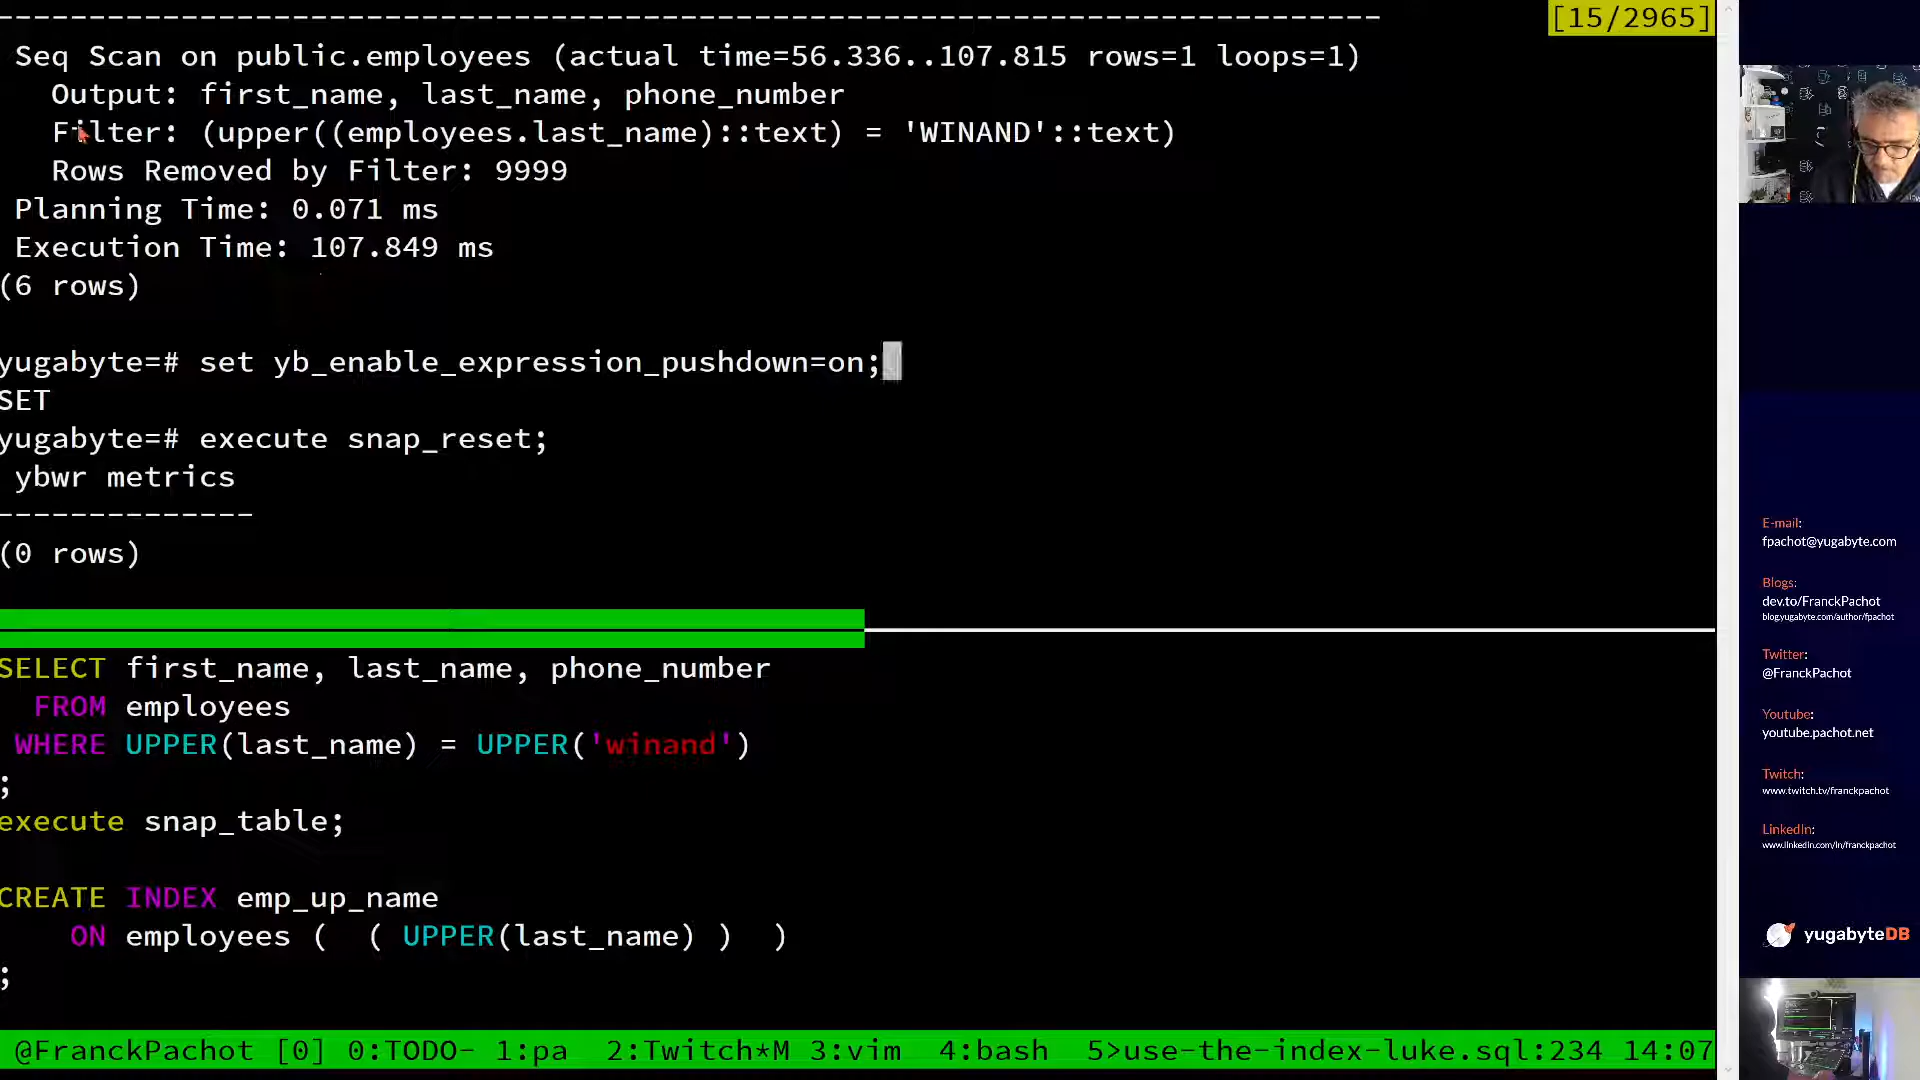 --------------------------------------------------------------------------- [15/2965]
Seq Scan on public.employees (actual time=56.336..107.815 rows=1 loops=1)
Output: first_name, last_name, phone_number
Filter: (upper((employees.last_name)::text) = 'WINAND'::text)
Rows Removed by Filter: 9999
Planning Time: 0.071 ms
Execution Time: 107.849 ms
(6 rows)
yugabyte=# set yb_enable_expression_pushdown=on;
SET
yugabyte=# execute snap_reset;
ybwr metrics
--------------
(0 rows)
SELECT first_name, last_name, phone_number
FROM employees
WHERE UPPER(last_name) = UPPER('winand')
;
execute snap_table;
CREATE INDEX emp_up_name
ON employees (  ( UPPER(last_name) )  )
;
@FranckPachot [0] 0:TODO- 1:pa  2:Twitch*M 3:vim  4:bash  5>use-the-index-luke.sql:234 14:07
E-mail:
fpachot@yugabyte.com
Blogs:
dev.to/FranckPachot
blog.yugabyte.com/author/fpachot
Twitter:
@FranckPachot
Youtube:
youtube.pachot.net
Twitch:
www.twitch.tv/franckpachot
LinkedIn:
www.linkedin.com/in/franckpachot
yugabyteDB